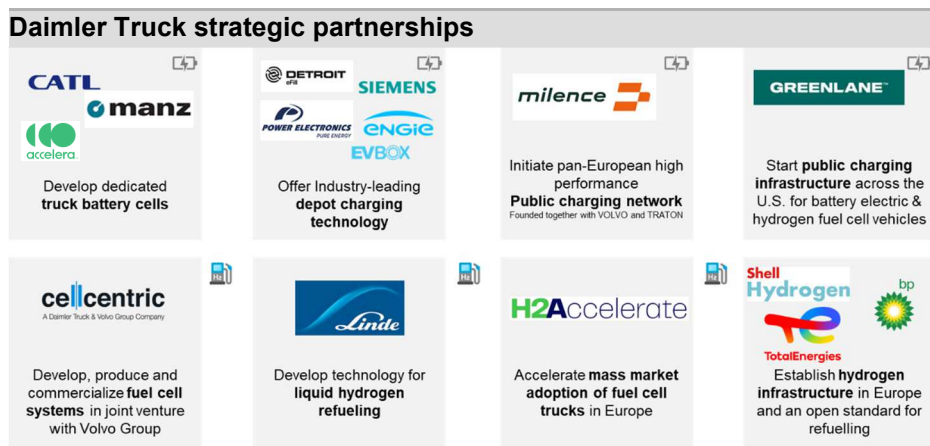 Daimler Truck strategic partnerships
CATL
manz
accelera
Develop dedicated
truck battery cells
DETROIT
eFill
SIEMENS
POWER ELECTRONICS
PURE ENERGY
ENGIE
EVBOX
Offer Industry-leading
depot charging
technology
milence
Initiate pan-European high
performance
Public charging network
Founded together with VOLVO and TRATON
GREENLANE™
Start public charging
infrastructure across the
U.S. for battery electric &
hydrogen fuel cell vehicles
H2
cellcentric
A Daimler Truck & Volvo Group Company
Develop, produce and
commercialize fuel cell
systems in joint venture
with Volvo Group
H2
Linde
Develop technology for
liquid hydrogen
refueling
H2
H2Accelerate
Accelerate mass market
adoption of fuel cell
trucks in Europe
Shell
Hydrogen
bp
TotalEnergies
Establish hydrogen
infrastructure in Europe
and an open standard for
refuelling